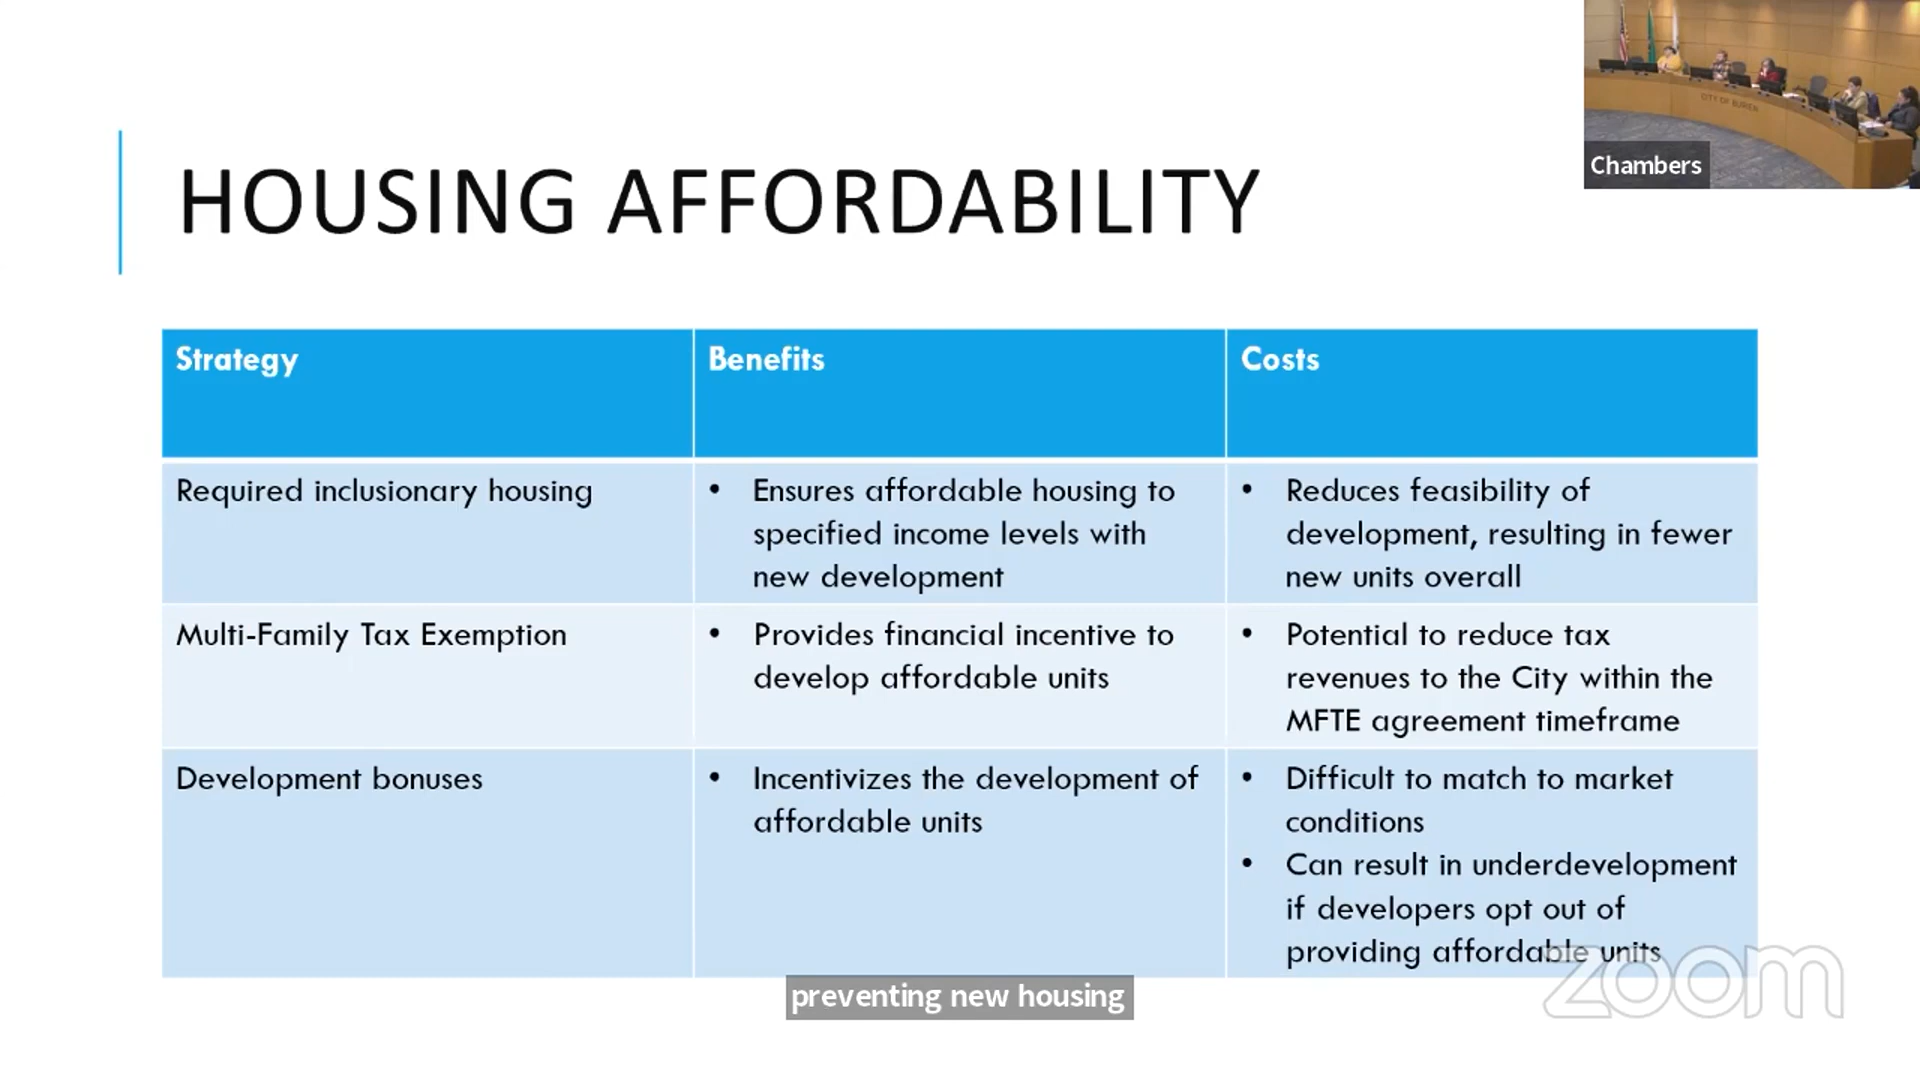 CITY OF BURIEN
Chambers
HOUSING AFFORDABILITY
Strategy
Benefits
Costs
Required inclusionary housing
• Ensures affordable housing to
specified income levels with
new development
• Reduces feasibility of
development, resulting in fewer
new units overall
Multi-Family Tax Exemption
• Provides financial incentive to
develop affordable units
• Potential to reduce tax
revenues to the City within the
MFTE agreement timeframe
Development bonuses
• Incentivizes the development of
affordable units
• Difficult to match to market
conditions
• Can result in underdevelopment
if developers opt out of
providing affordable units
preventing new housing
zoom